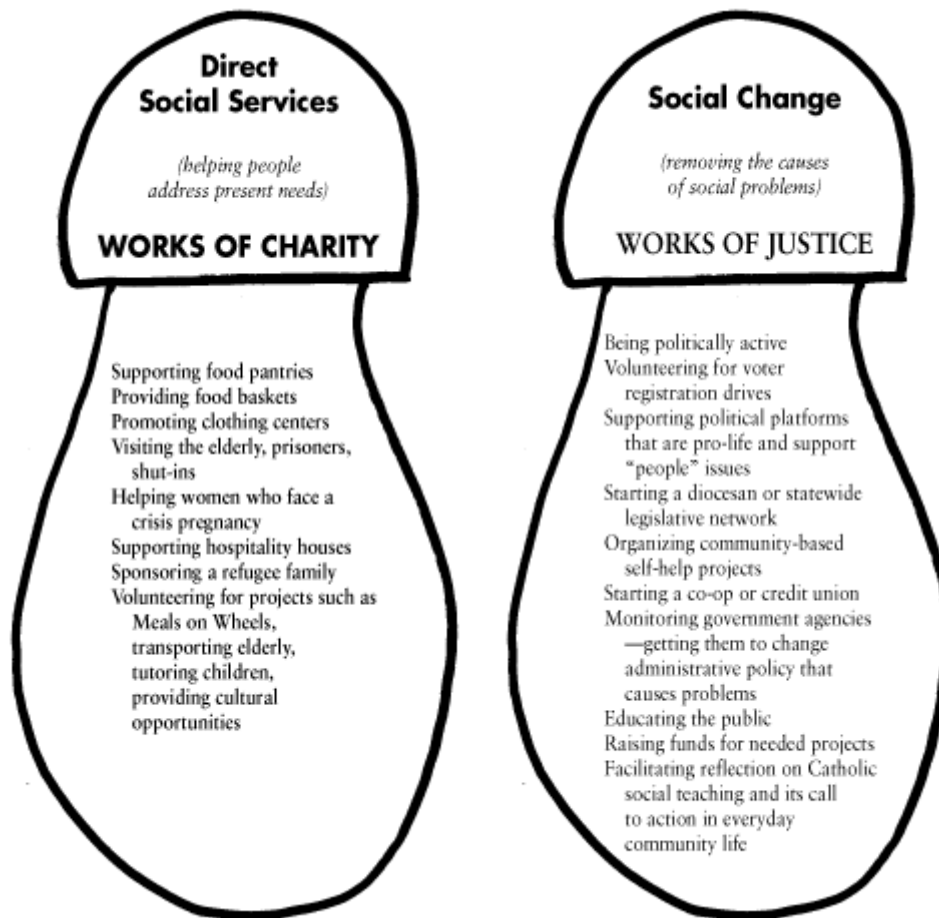 Direct
Social Services
(helping people
address present needs)
WORKS OF CHARITY
Supporting food pantries
Providing food baskets
Promoting clothing centers
Visiting the elderly, prisoners,
shut-ins
Helping women who face a
crisis pregnancy
Supporting hospitality houses
Sponsoring a refugee family
Volunteering for projects such as
Meals on Wheels,
transporting elderly,
tutoring children,
providing cultural
opportunities
Social Change
(removing the causes
of social problems)
WORKS OF JUSTICE
Being politically active
Volunteering for voter
registration drives
Supporting political platforms
that are pro-life and support
“people” issues
Starting a diocesan or statewide
legislative network
Organizing community-based
self-help projects
Starting a co-op or credit union
Monitoring government agencies
—getting them to change
administrative policy that
causes problems
Educating the public
Raising funds for needed projects
Facilitating reflection on Catholic
social teaching and its call
to action in everyday
community life